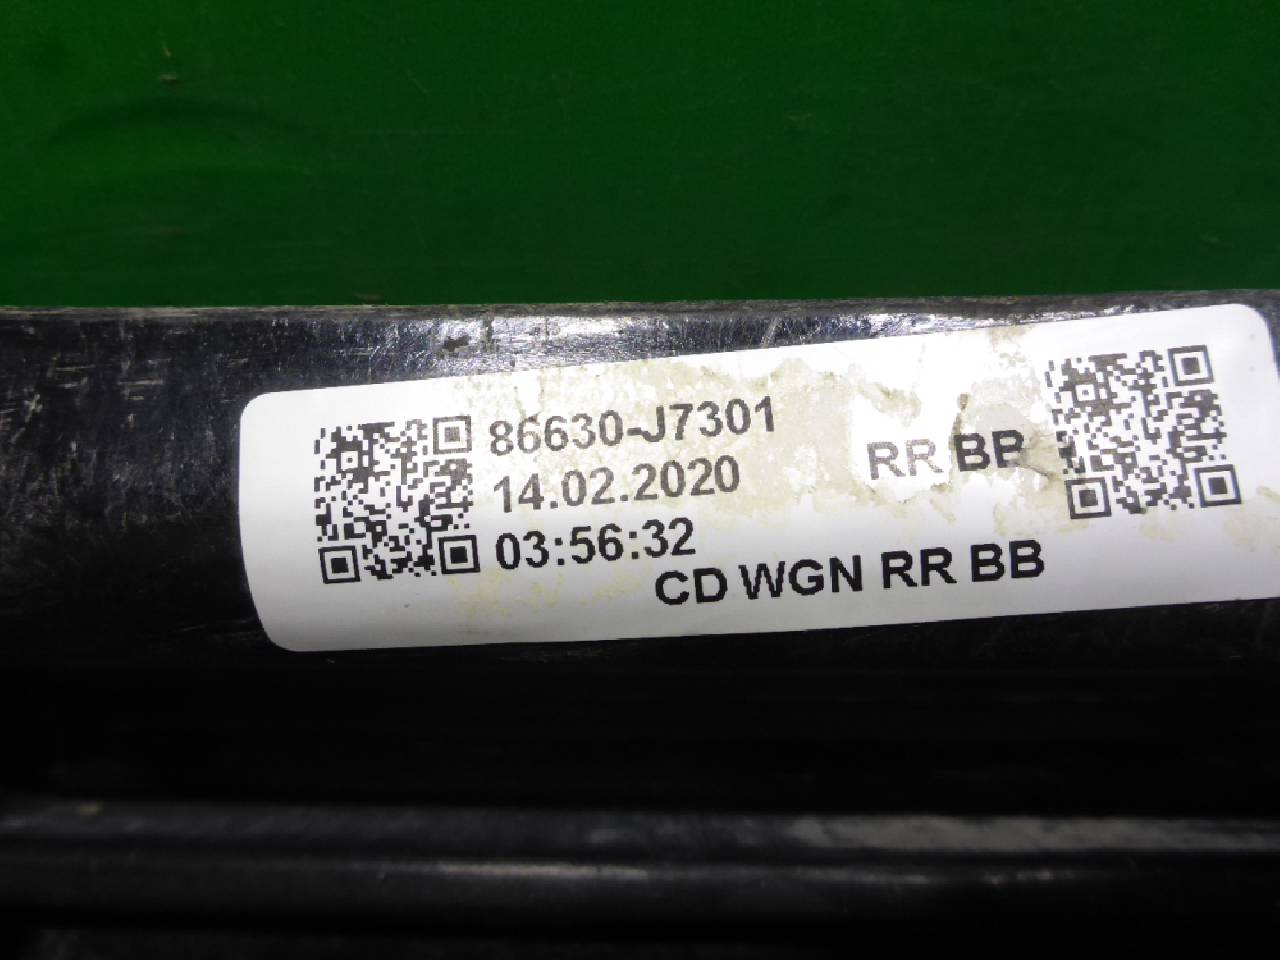 86630-J7301
14.02.2020
RR BB
03:56:32
CD WGN RR BB